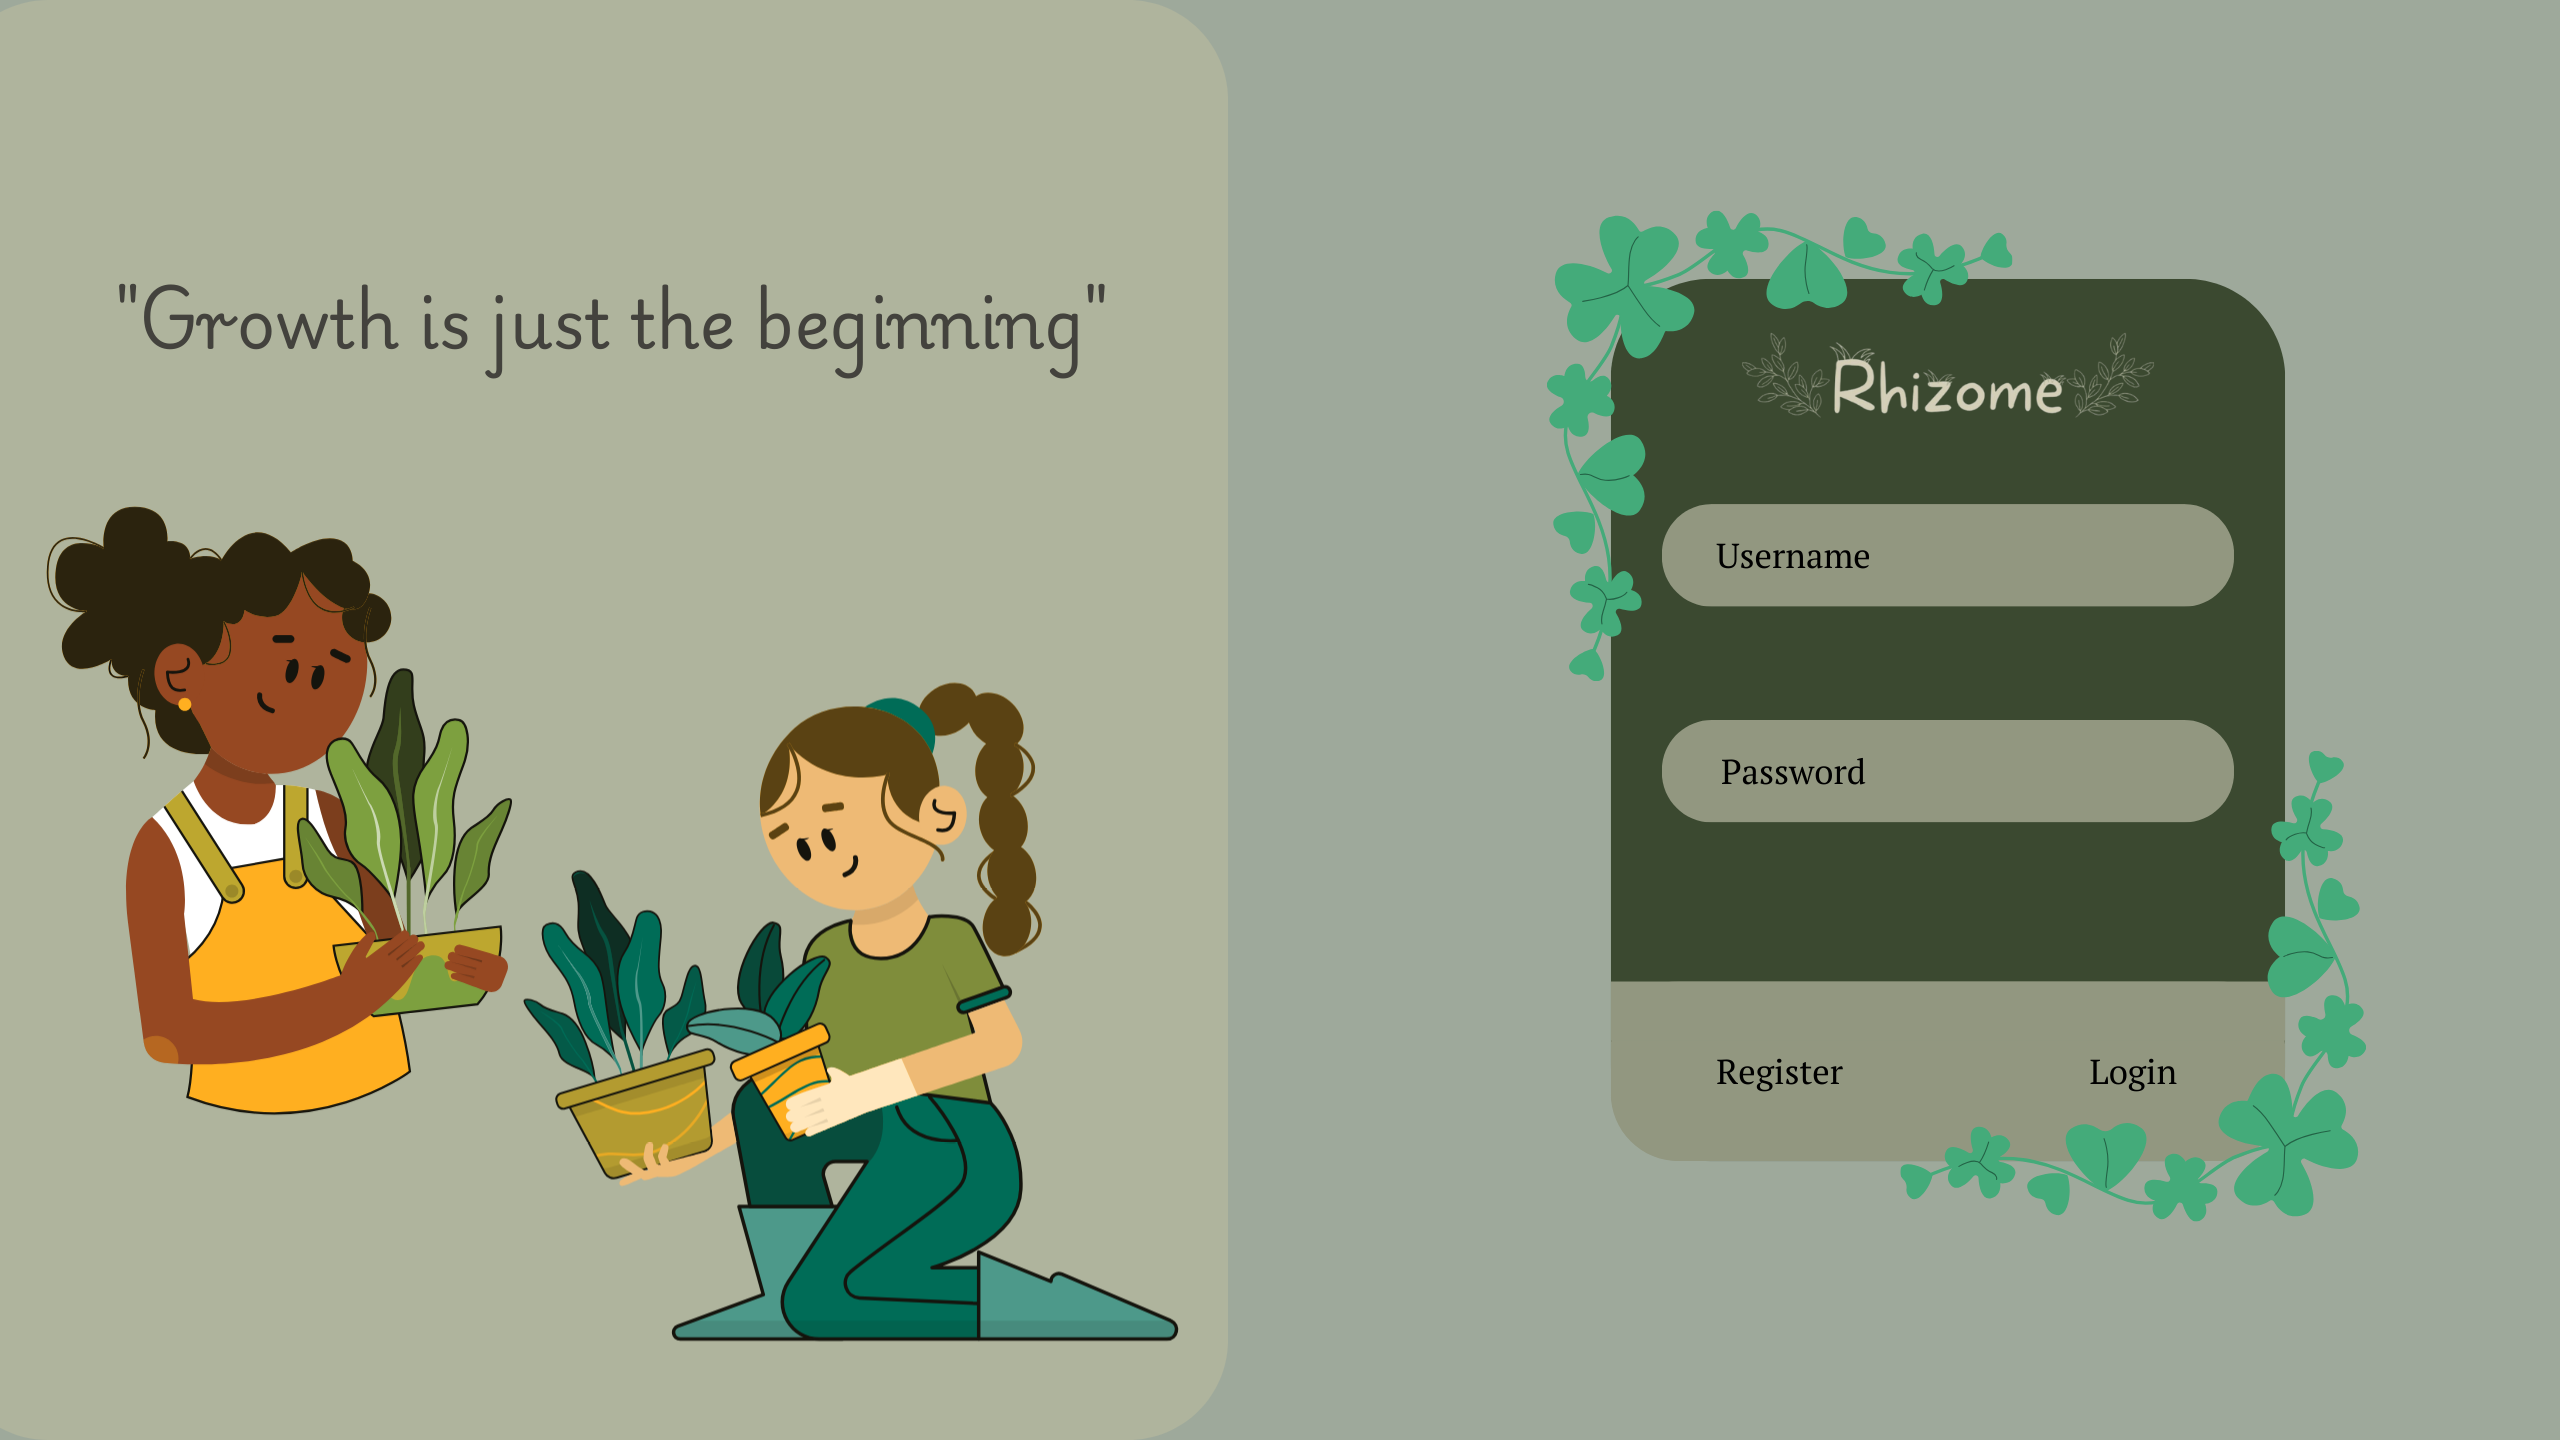 "Growth is just the beginning"
Rhizome
Username
Password
Register Login